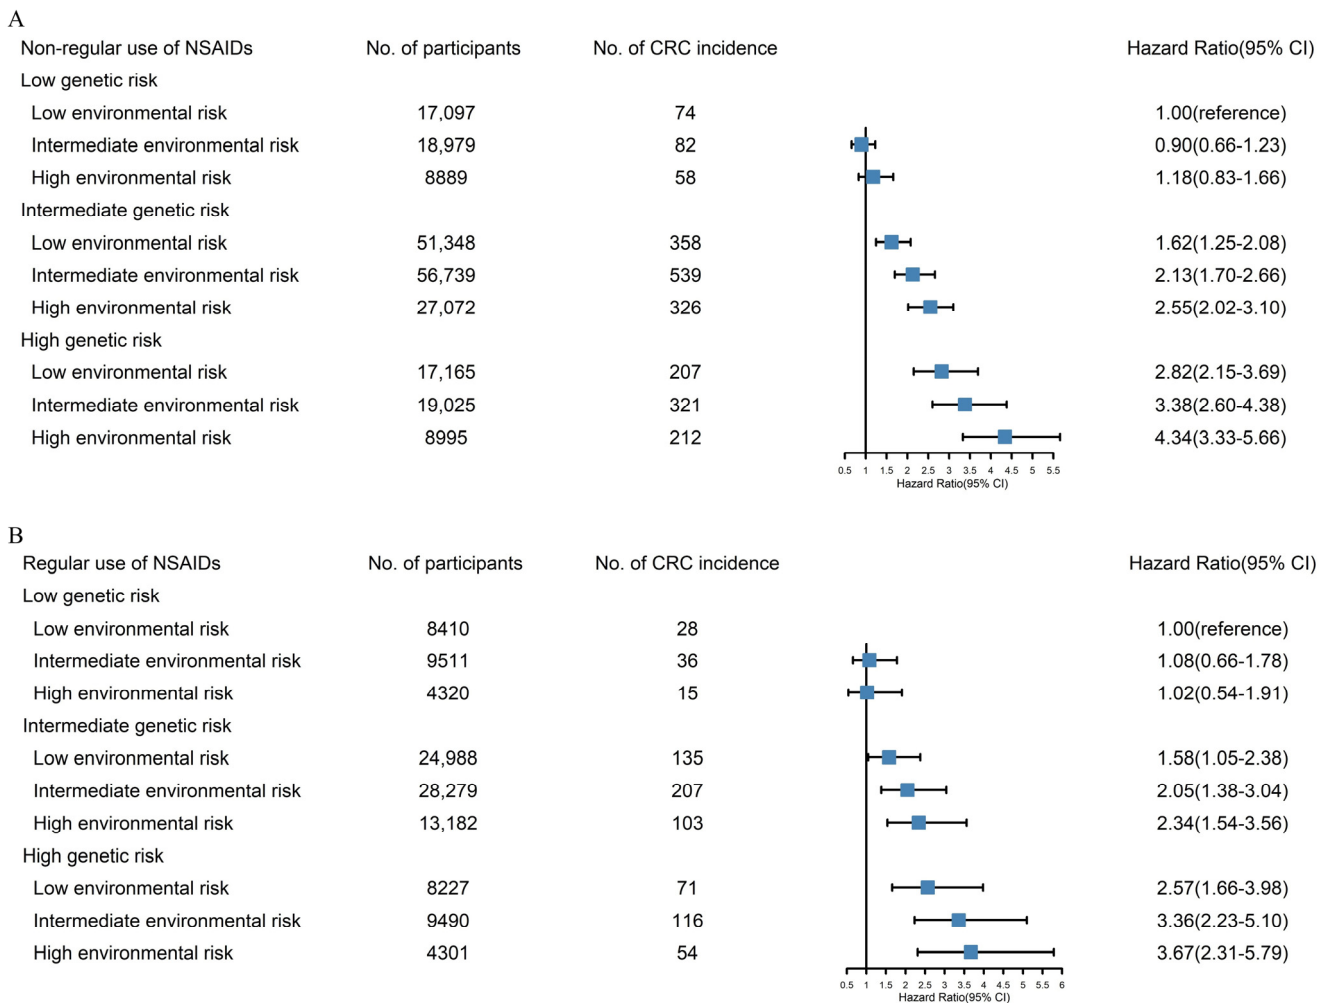 A
Non-regular use of NSAIDs No. of participants No. of CRC incidence Hazard Ratio(95% CI)
Low genetic risk
Low environmental risk 17,097 74 1.00(reference)
Intermediate environmental risk 18,979 82 0.90(0.66-1.23)
High environmental risk 8889 58 1.18(0.83-1.66)
Intermediate genetic risk
Low environmental risk 51,348 358 1.62(1.25-2.08)
Intermediate environmental risk 56,739 539 2.13(1.70-2.66)
High environmental risk 27,072 326 2.55(2.02-3.10)
High genetic risk
Low environmental risk 17,165 207 2.82(2.15-3.69)
Intermediate environmental risk 19,025 321 3.38(2.60-4.38)
High environmental risk 8995 212 4.34(3.33-5.66)
0.5 1 1.5 2 2.5 3 3.5 4 4.5 5 5.5
Hazard Ratio(95% CI)
B
Regular use of NSAIDs No. of participants No. of CRC incidence Hazard Ratio(95% CI)
Low genetic risk
Low environmental risk 8410 28 1.00(reference)
Intermediate environmental risk 9511 36 1.08(0.66-1.78)
High environmental risk 4320 15 1.02(0.54-1.91)
Intermediate genetic risk
Low environmental risk 24,988 135 1.58(1.05-2.38)
Intermediate environmental risk 28,279 207 2.05(1.38-3.04)
High environmental risk 13,182 103 2.34(1.54-3.56)
High genetic risk
Low environmental risk 8227 71 2.57(1.66-3.98)
Intermediate environmental risk 9490 116 3.36(2.23-5.10)
High environmental risk 4301 54 3.67(2.31-5.79)
0.5 1 1.5 2 2.5 3 3.5 4 4.5 5 5.5 6
Hazard Ratio(95% CI)